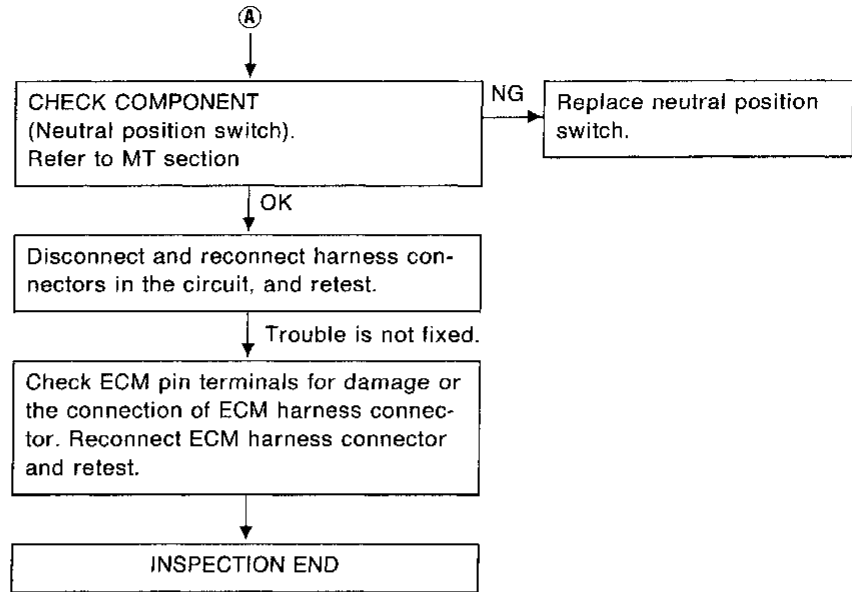 A
CHECK COMPONENT
(Neutral position switch).
Refer to MT section
NG
Replace neutral position
switch.
OK
Disconnect and reconnect harness con-
nectors in the circuit, and retest.
Trouble is not fixed.
Check ECM pin terminals for damage or
the connection of ECM harness connec-
tor. Reconnect ECM harness connector
and retest.
INSPECTION END